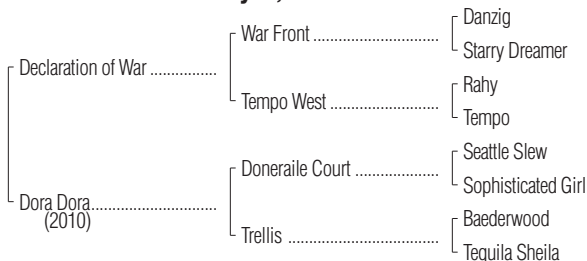 War Front ................................. Danzig
Starry Dreamer
Declaration of War ................
Tempo West ............................ Rahy
Tempo
Doneraile Court ...................... Seattle Slew
Sophisticated Girl
Dora Dora.................................
(2010)
Trellis ........................................ Baederwood
Tequila Sheila